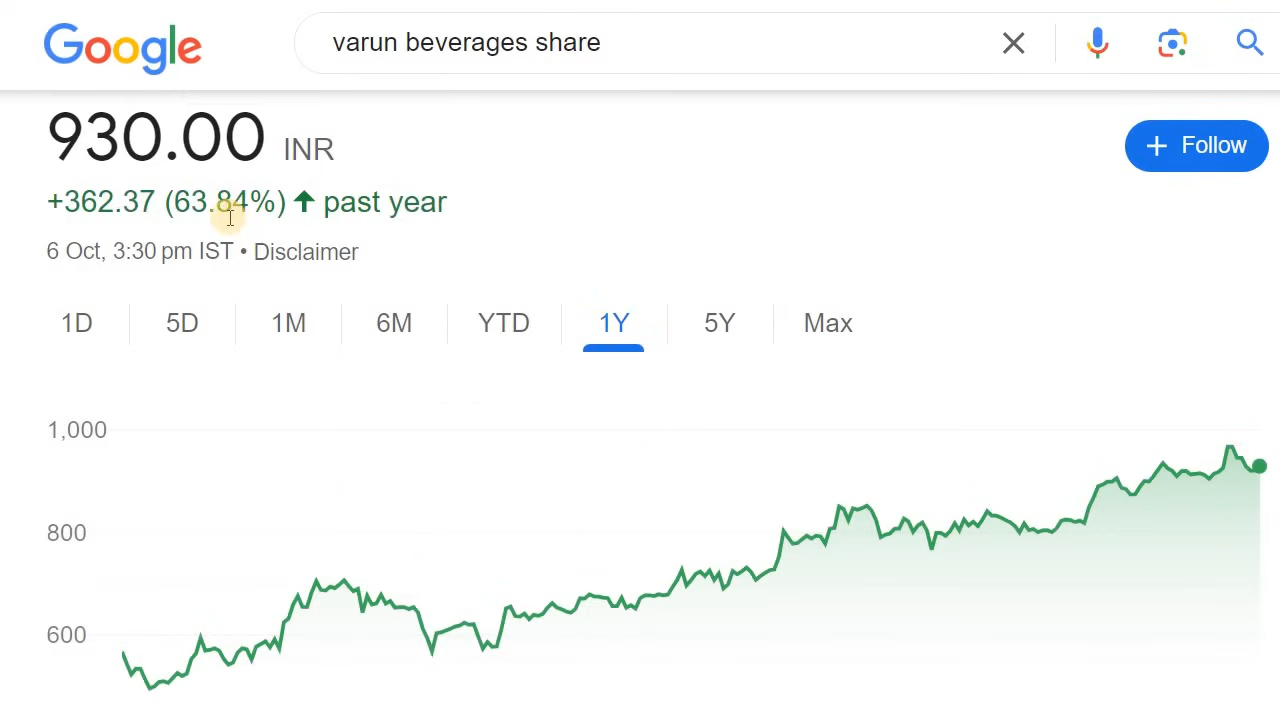 Google
varun beverages share
930.00 INR
+ Follow
+362.37 (63.84%) ↑ past year
6 Oct, 3:30 pm IST • Disclaimer
1D 5D 1M 6M YTD 1Y 5Y Max
1,000
800
600